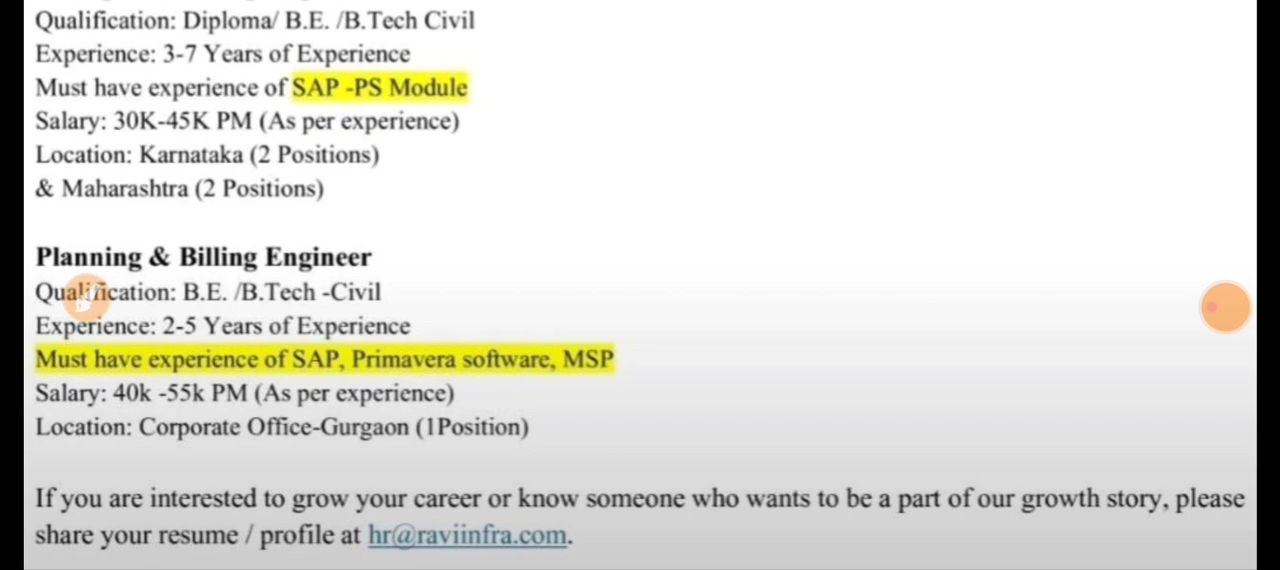 Qualification: Diploma/ B.E. /B.Tech Civil
Experience: 3-7 Years of Experience
Must have experience of SAP -PS Module
Salary: 30K-45K PM (As per experience)
Location: Karnataka (2 Positions)
& Maharashtra (2 Positions)
Planning & Billing Engineer
Qualification: B.E. /B.Tech -Civil
Experience: 2-5 Years of Experience
Must have experience of SAP, Primavera software, MSP
Salary: 40k -55k PM (As per experience)
Location: Corporate Office-Gurgaon (1Position)
If you are interested to grow your career or know someone who wants to be a part of our growth story, please
share your resume / profile at hr@raviinfra.com.